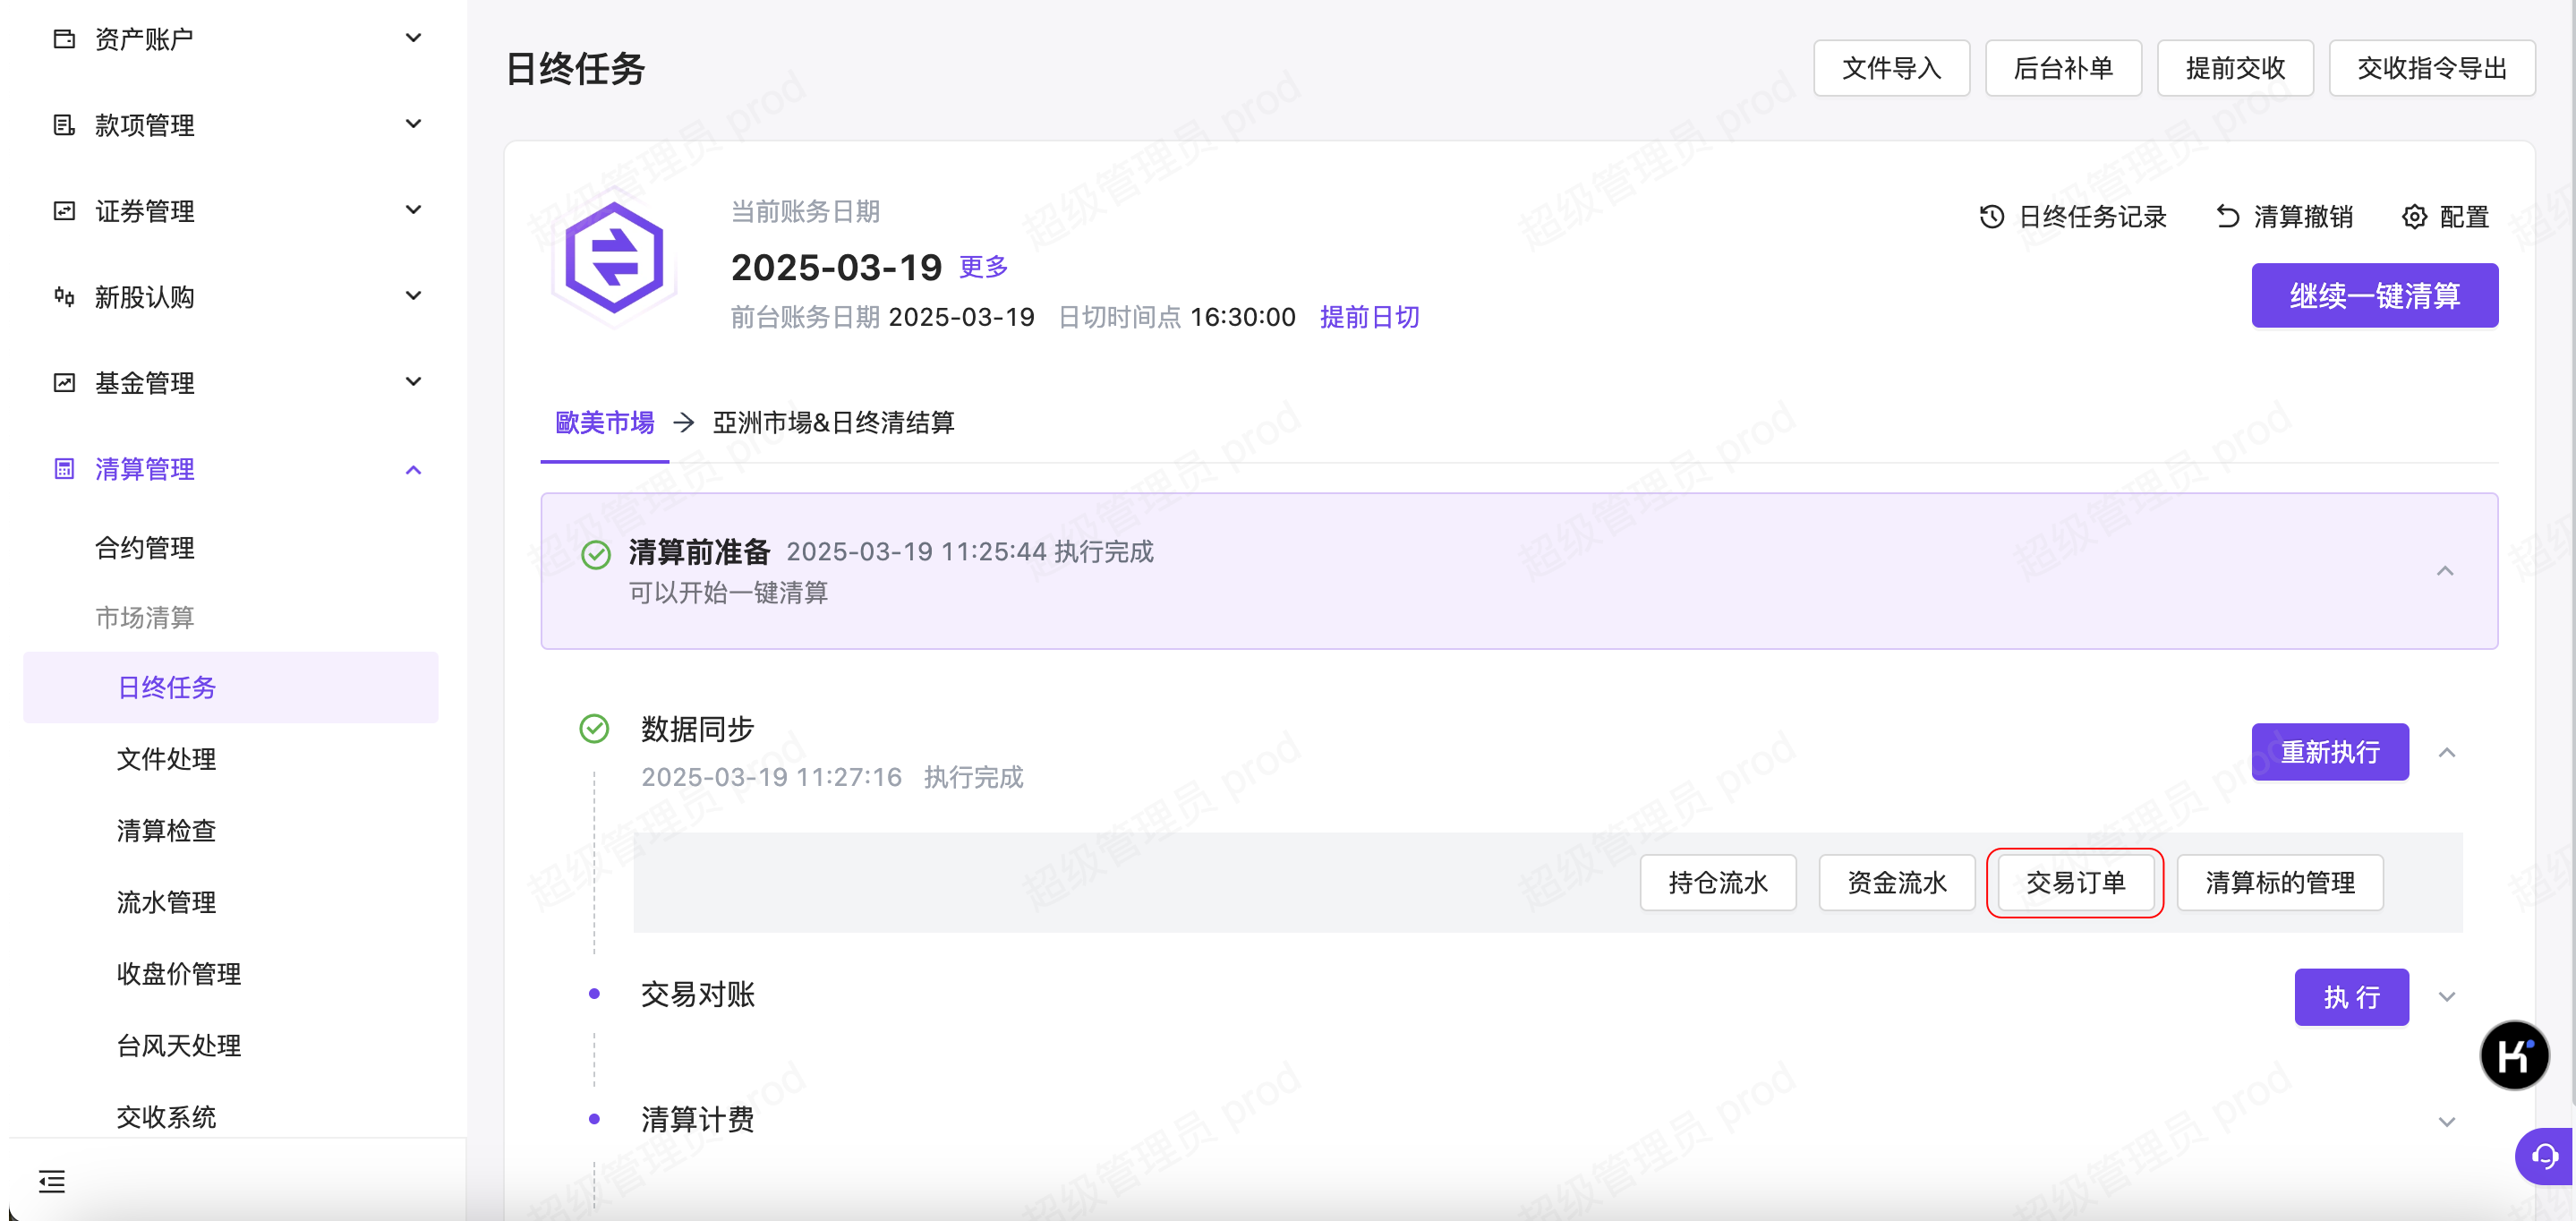 资产账户
款项管理
证券管理
新股认购
基金管理
清算管理
合约管理
市场清算
日终任务
文件处理
清算检查
流水管理
收盘价管理
台风天处理
交收系统
日终任务
文件导入 后台补单 提前交收 交收指令导出
当前账务日期
2025-03-19 更多
前台账务日期 2025-03-19 日切时间点 16:30:00 提前日切
日终任务记录 清算撤销 配置
继续一键清算
歐美市場 → 亞洲市場&日终清结算
清算前准备 2025-03-19 11:25:44 执行完成
可以开始一键清算
数据同步
2025-03-19 11:27:16 执行完成
重新执行
持仓流水 资金流水 交易订单 清算标的管理
交易对账
执 行
清算计费
K
超级管理员 prod